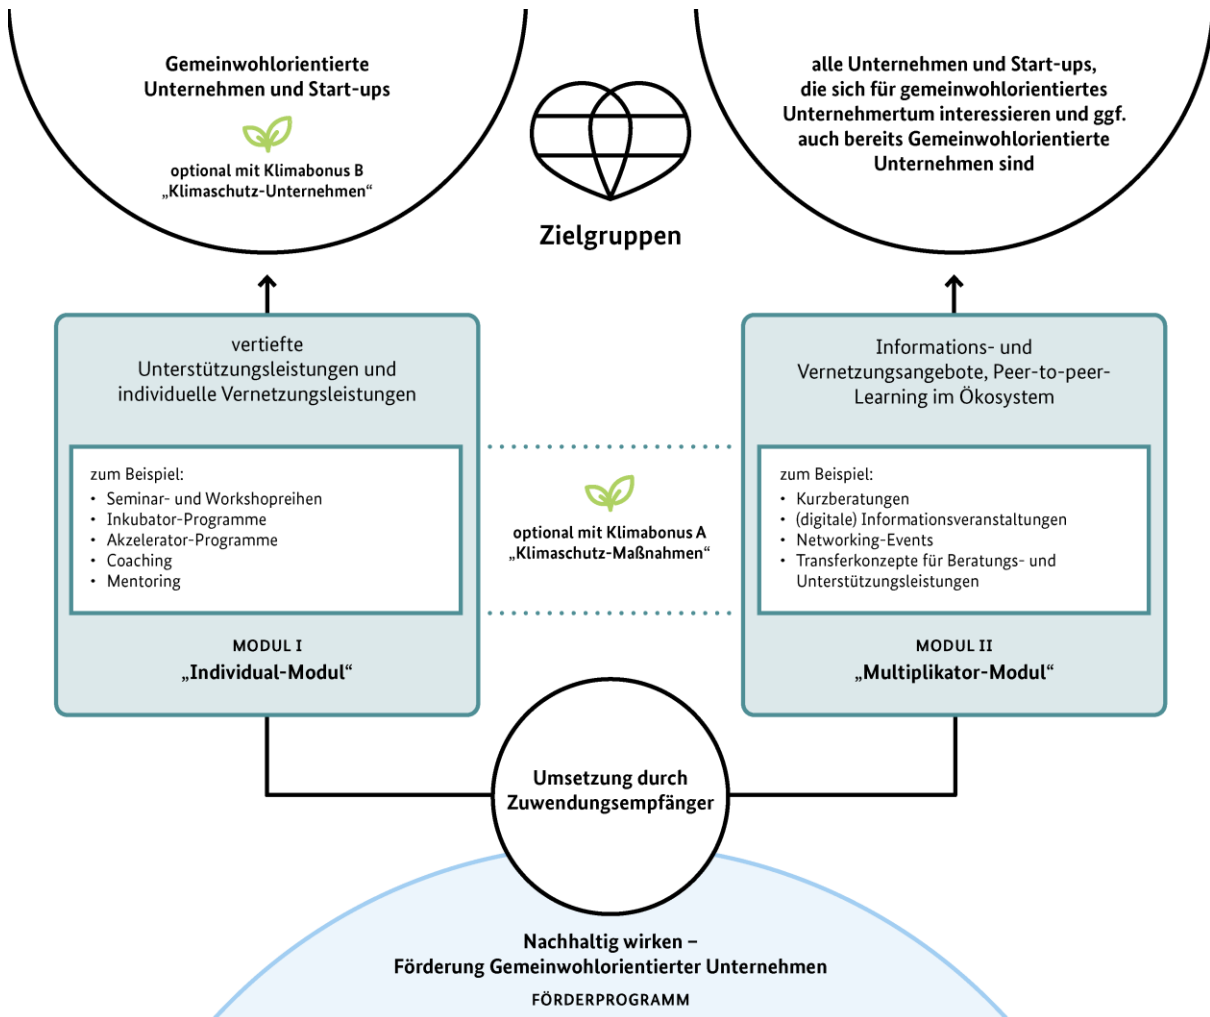 Gemeinwohlorientierte
Unternehmen und Start-ups
optional mit Klimabonus B
„Klimaschutz-Unternehmen“
Zielgruppen
alle Unternehmen und Start-ups,
die sich für gemeinwohlorientiertes
Unternehmertum interessieren und ggf.
auch bereits Gemeinwohlorientierte
Unternehmen sind
vertiefte
Unterstützungsleistungen und
individuelle Vernetzungsleistungen
zum Beispiel:
• Seminar- und Workshopreihen
• Inkubator-Programme
• Akzelerator-Programme
• Coaching
• Mentoring
MODUL I
„Individual-Modul“
optional mit Klimabonus A
„Klimaschutz-Maßnahmen“
Informations- und
Vernetzungsangebote, Peer-to-peer-
Learning im Ökosystem
zum Beispiel:
• Kurzberatungen
• (digitale) Informationsveranstaltungen
• Networking-Events
• Transferkonzepte für Beratungs- und
Unterstützungsleistungen
MODUL II
„Multiplikator-Modul“
Umsetzung durch
Zuwendungsempfänger
Nachhaltig wirken –
Förderung Gemeinwohlorientierter Unternehmen
FÖRDERPROGRAMM